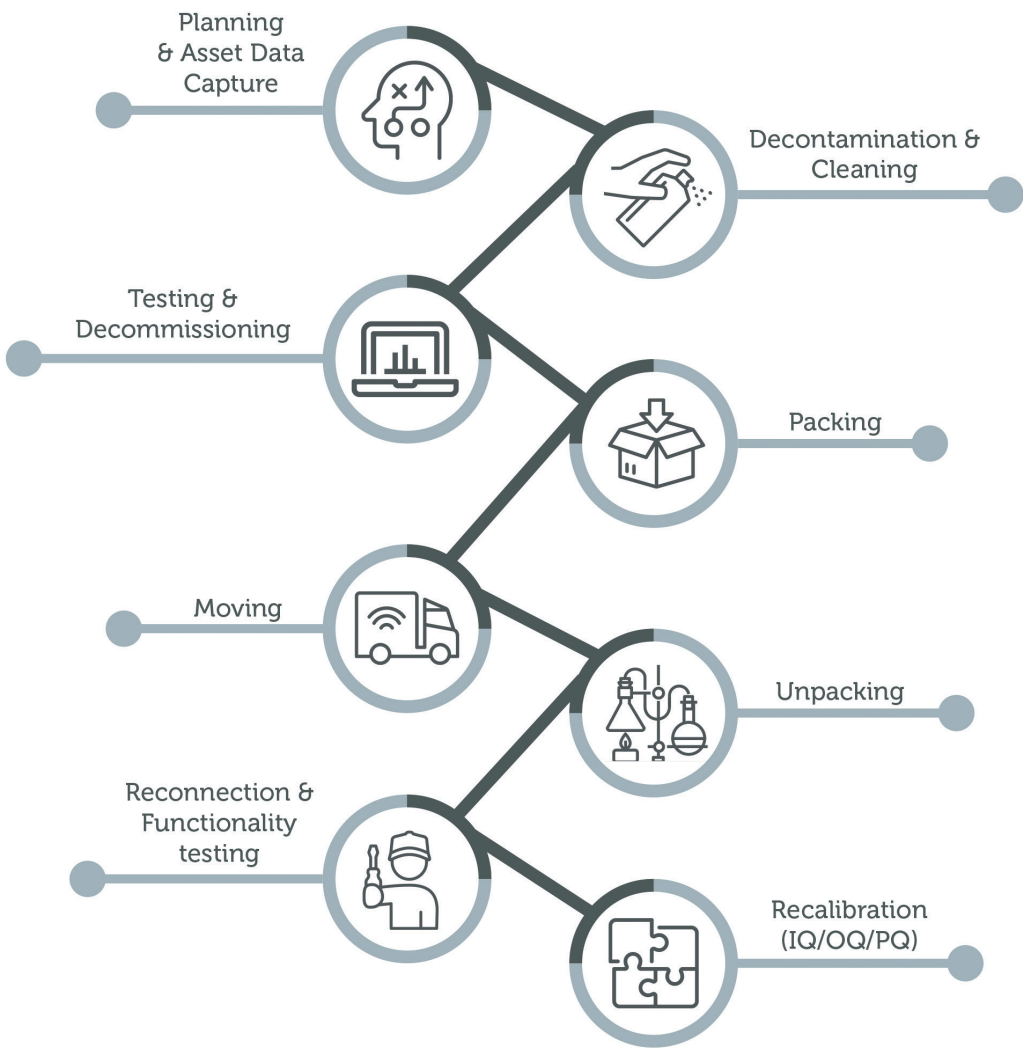 Planning
& Asset Data
Capture
Decontamination &
Cleaning
Testing &
Decommissioning
Packing
Moving
Unpacking
Reconnection &
Functionality
testing
Recalibration
(IQ/OQ/PQ)